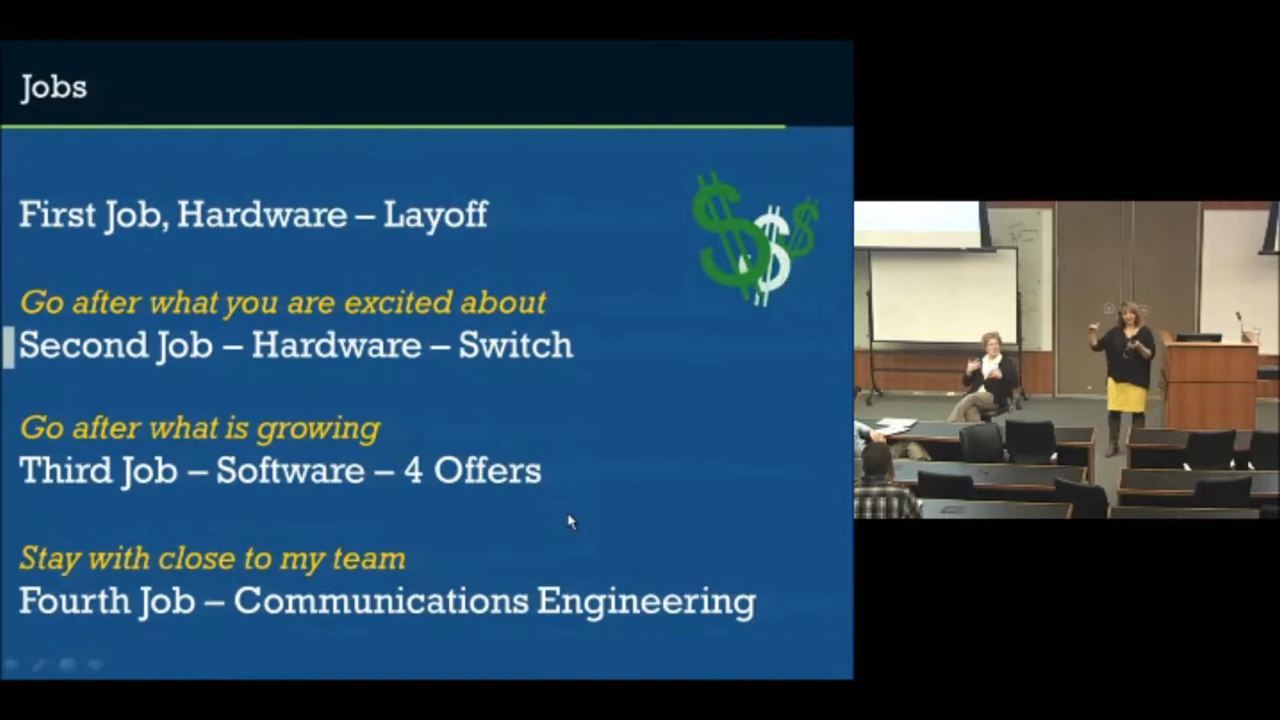 Jobs
First Job, Hardware – Layoff
Go after what you are excited about
Second Job – Hardware – Switch
Go after what is growing
Third Job – Software – 4 Offers
Stay with close to my team
Fourth Job – Communications Engineering